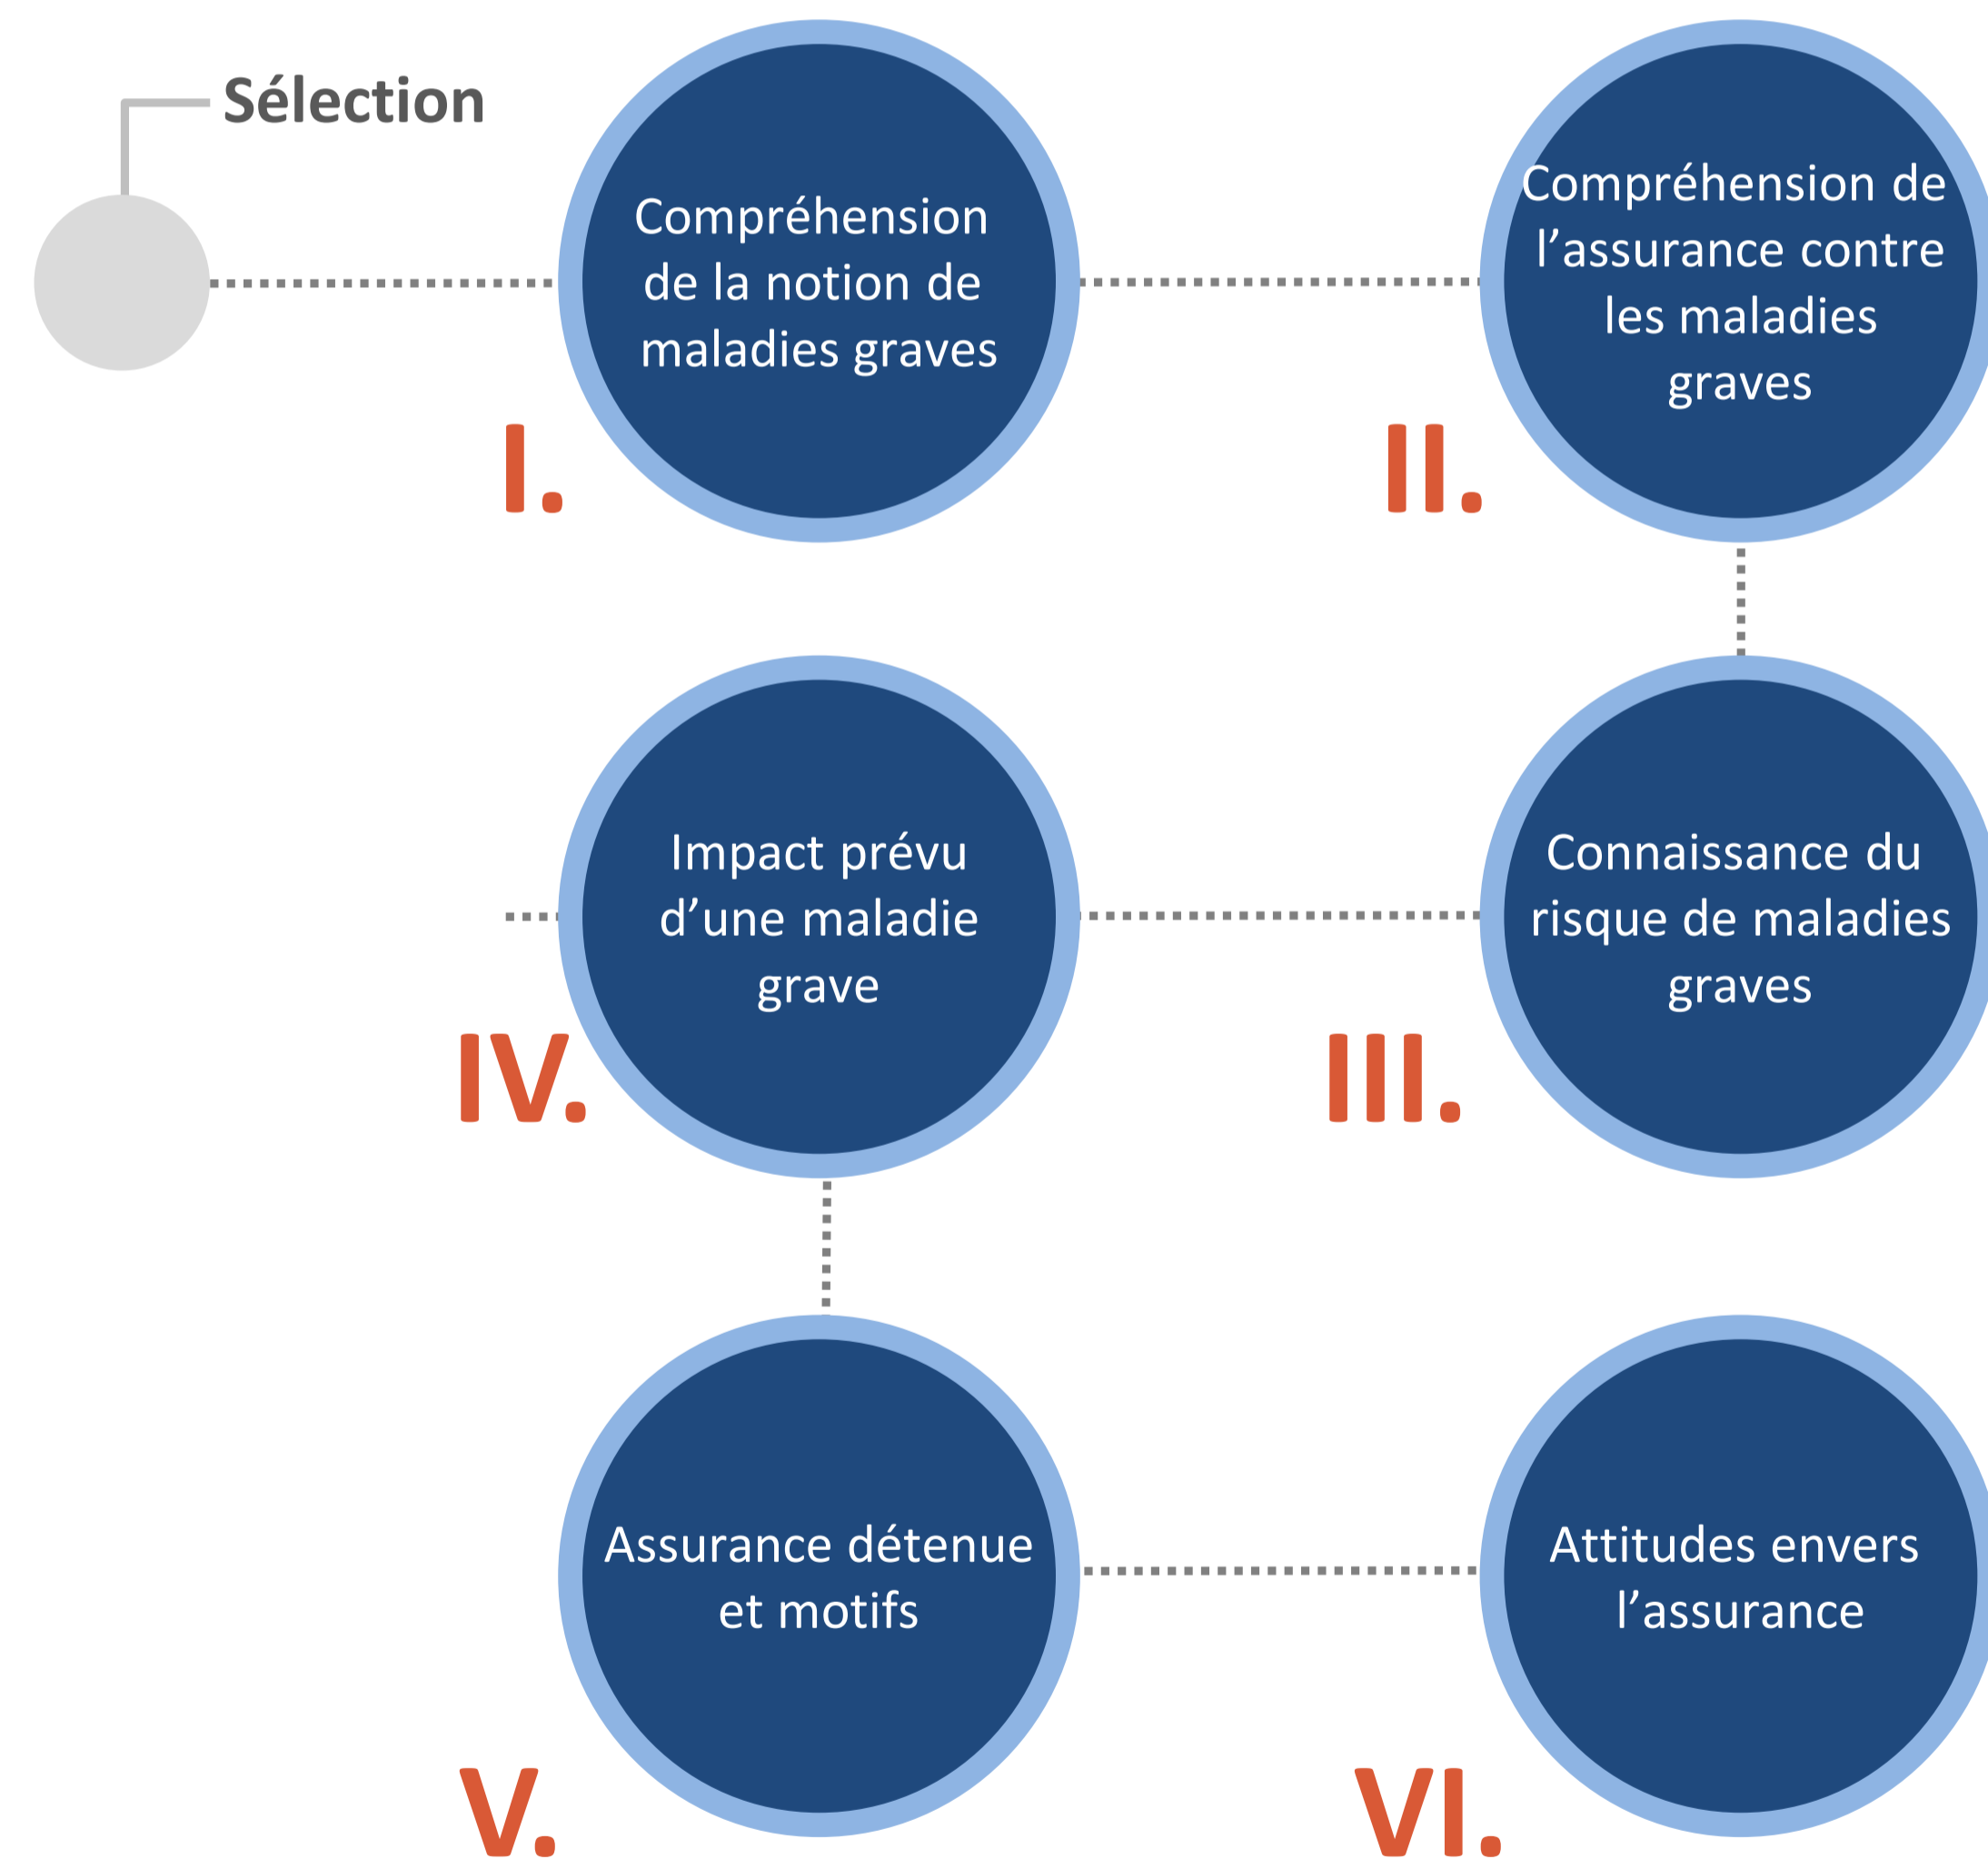 Sélection
Compréhension
de la notion de
maladies graves
I.
Compréhension de
l’assurance contre
les maladies
graves
II.
Impact prévu
d’une maladie
grave
IV.
Connaissance du
risque de maladies
graves
III.
Assurance détenue
et motifs
V.
Attitudes envers
l’assurance
VI.